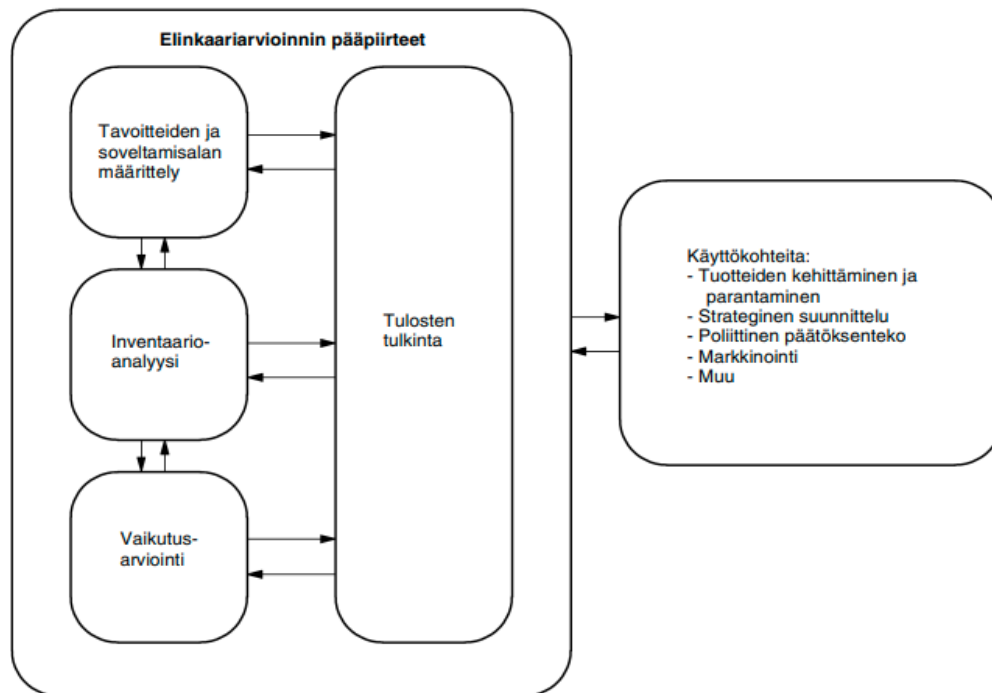 Elinkaariarvioinnin pääpiirteet
Tavoitteiden ja
soveltamisalan
määrittely
Inventaario-
analyysi
Vaikutus-
arviointi
Tulosten
tulkinta
Käyttökohteita:
- Tuotteiden kehittäminen ja
parantaminen
- Strateginen suunnittelu
- Poliittinen päätöksenteko
- Markkinointi
- Muu